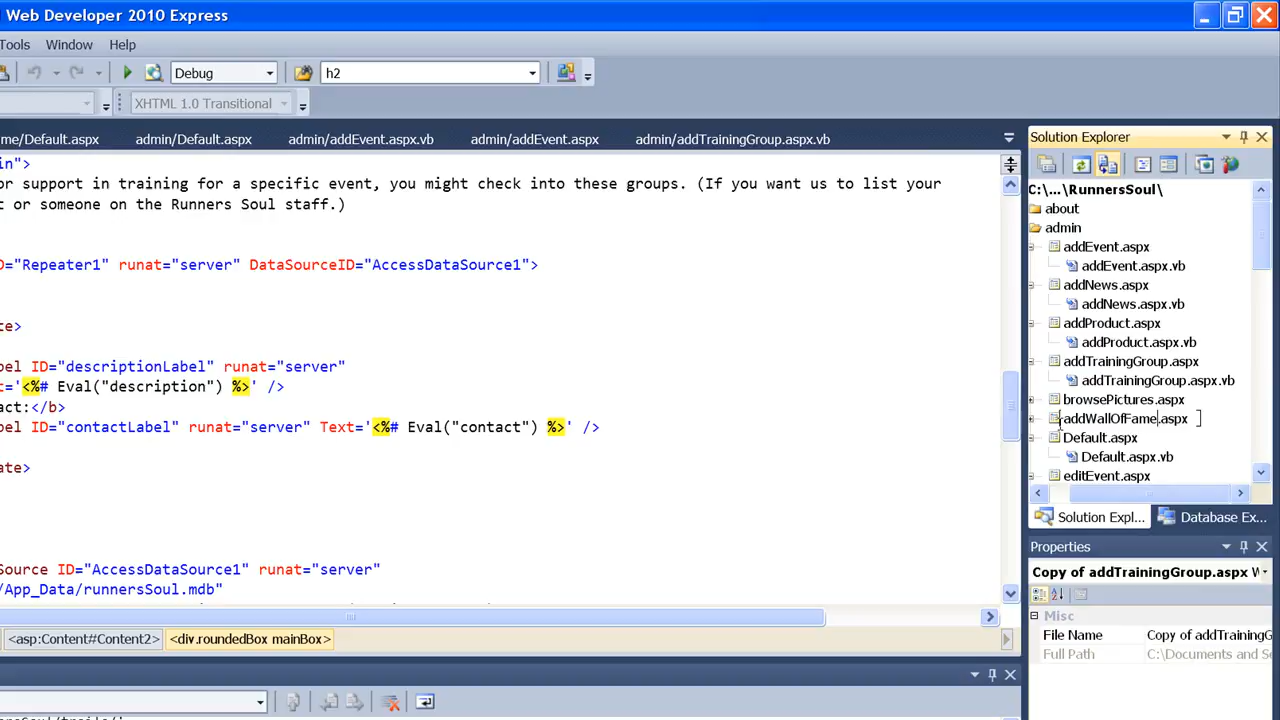 Web Developer 2010 Express
Tools Window Help
Debug h2
XHTML 1.0 Transitional
me/Default.aspx admin/Default.aspx admin/addEvent.aspx.vb admin/addEvent.aspx admin/addTrainingGroup.aspx.vb
in">
or support in training for a specific event, you might check into these groups. (If you want us to list your
t or someone on the Runners Soul staff.)
D="Repeater1" runat="server" DataSourceID="AccessDataSource1">
te>
bel ID="descriptionLabel" runat="server"
t='<%# Eval("description") %>' />
act:</b>
bel ID="contactLabel" runat="server" Text='<%# Eval("contact") %>' />
ate>
Source ID="AccessDataSource1" runat="server"
/App_Data/runnersSoul.mdb"
<asp:Content#Content2> <div.roundedBox mainBox>
Solution Explorer
C:\...\RunnersSoul\
about
admin
addEvent.aspx
addEvent.aspx.vb
addNews.aspx
addNews.aspx.vb
addProduct.aspx
addProduct.aspx.vb
addTrainingGroup.aspx
addTrainingGroup.aspx.vb
browsePictures.aspx
addWallOfFame.aspx
Default.aspx
Default.aspx.vb
editEvent.aspx
Solution Expl... Database Ex...
Properties
Copy of addTrainingGroup.aspx W
Misc
File Name Copy of addTrainingG
Full Path C:\Documents and Se